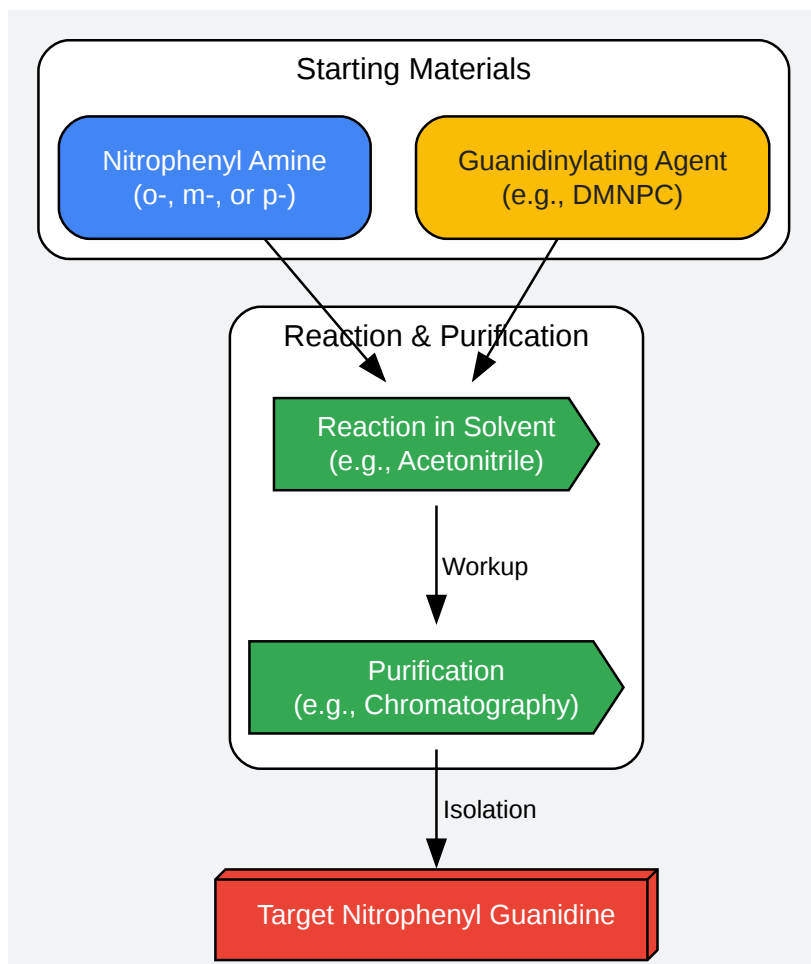 Starting Materials
Nitrophenyl Amine
(o-, m-, or p-)
Guanidinylating Agent
(e.g., DMNPC)
Reaction & Purification
Reaction in Solvent
(e.g., Acetonitrile)
Workup
Purification
(e.g., Chromatography)
Isolation
Target Nitrophenyl Guanidine